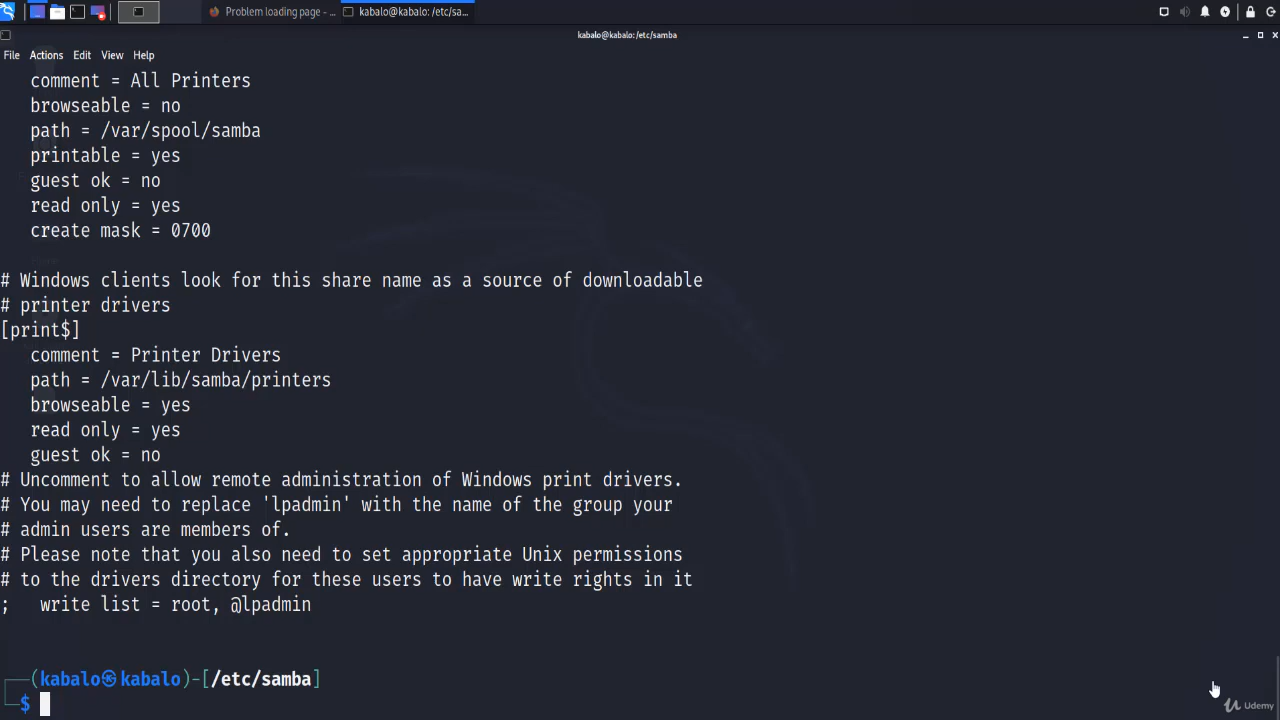 Problem loading page - ...
kabalo@kabalo: /etc/sa...
kabalo@kabalo: /etc/samba
File Actions Edit View Help
comment = All Printers
browseable = no
path = /var/spool/samba
printable = yes
guest ok = no
read only = yes
create mask = 0700
# Windows clients look for this share name as a source of downloadable
# printer drivers
[print$]
comment = Printer Drivers
path = /var/lib/samba/printers
browseable = yes
read only = yes
guest ok = no
# Uncomment to allow remote administration of Windows print drivers.
# You may need to replace 'lpadmin' with the name of the group your
# admin users are members of.
# Please note that you also need to set appropriate Unix permissions
# to the drivers directory for these users to have write rights in it
; write list = root, @lpadmin
(kabalo㉿kabalo)-[/etc/samba]
$
Udemy